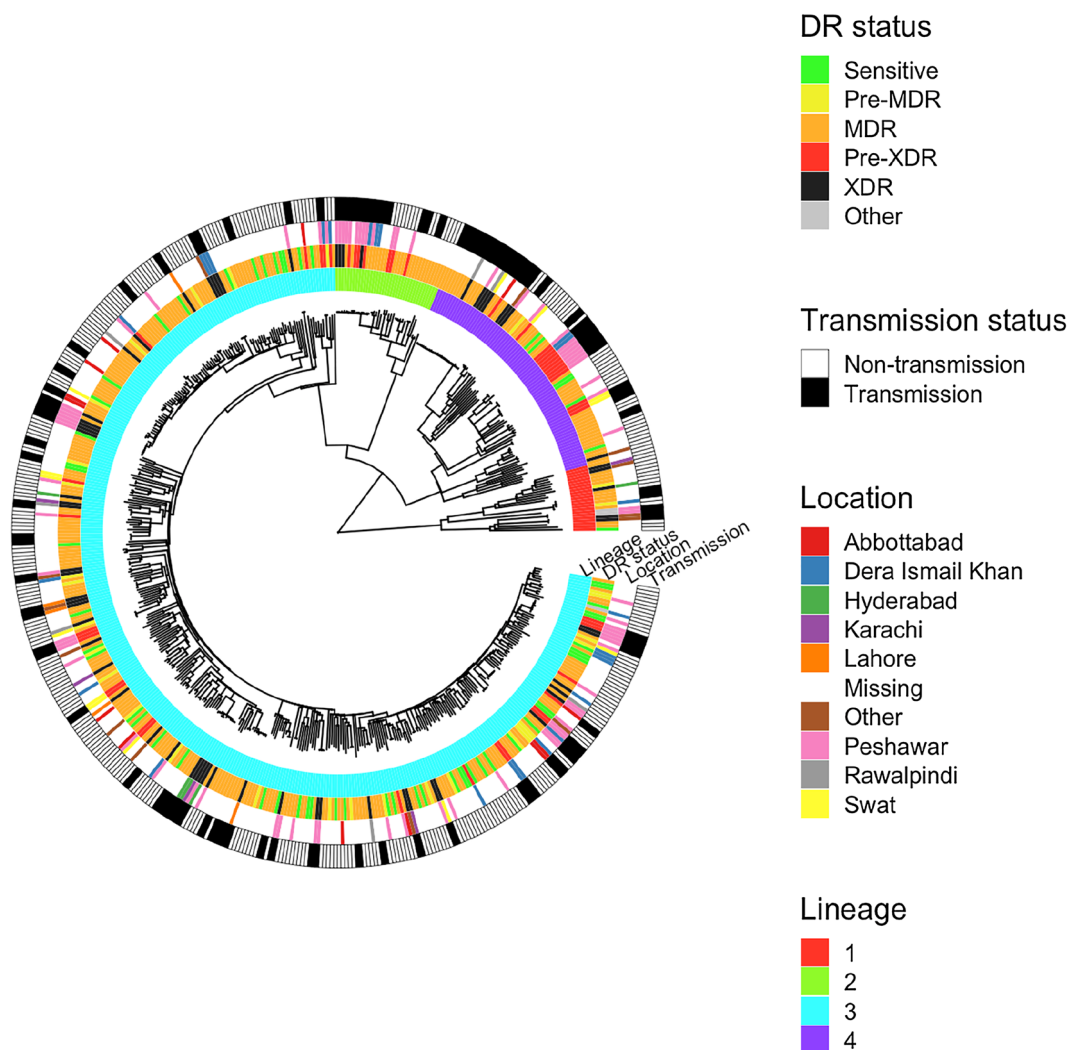 DR status
Sensitive
Pre-MDR
MDR
Pre-XDR
XDR
Other
Transmission status
Non-transmission
Transmission
Location
Abbottabad
Dera Ismail Khan
Hyderabad
Karachi
Lahore
Missing
Other
Peshawar
Rawalpindi
Swat
Lineage
1
2
3
4
Lineage
DR status
Location
Transmission